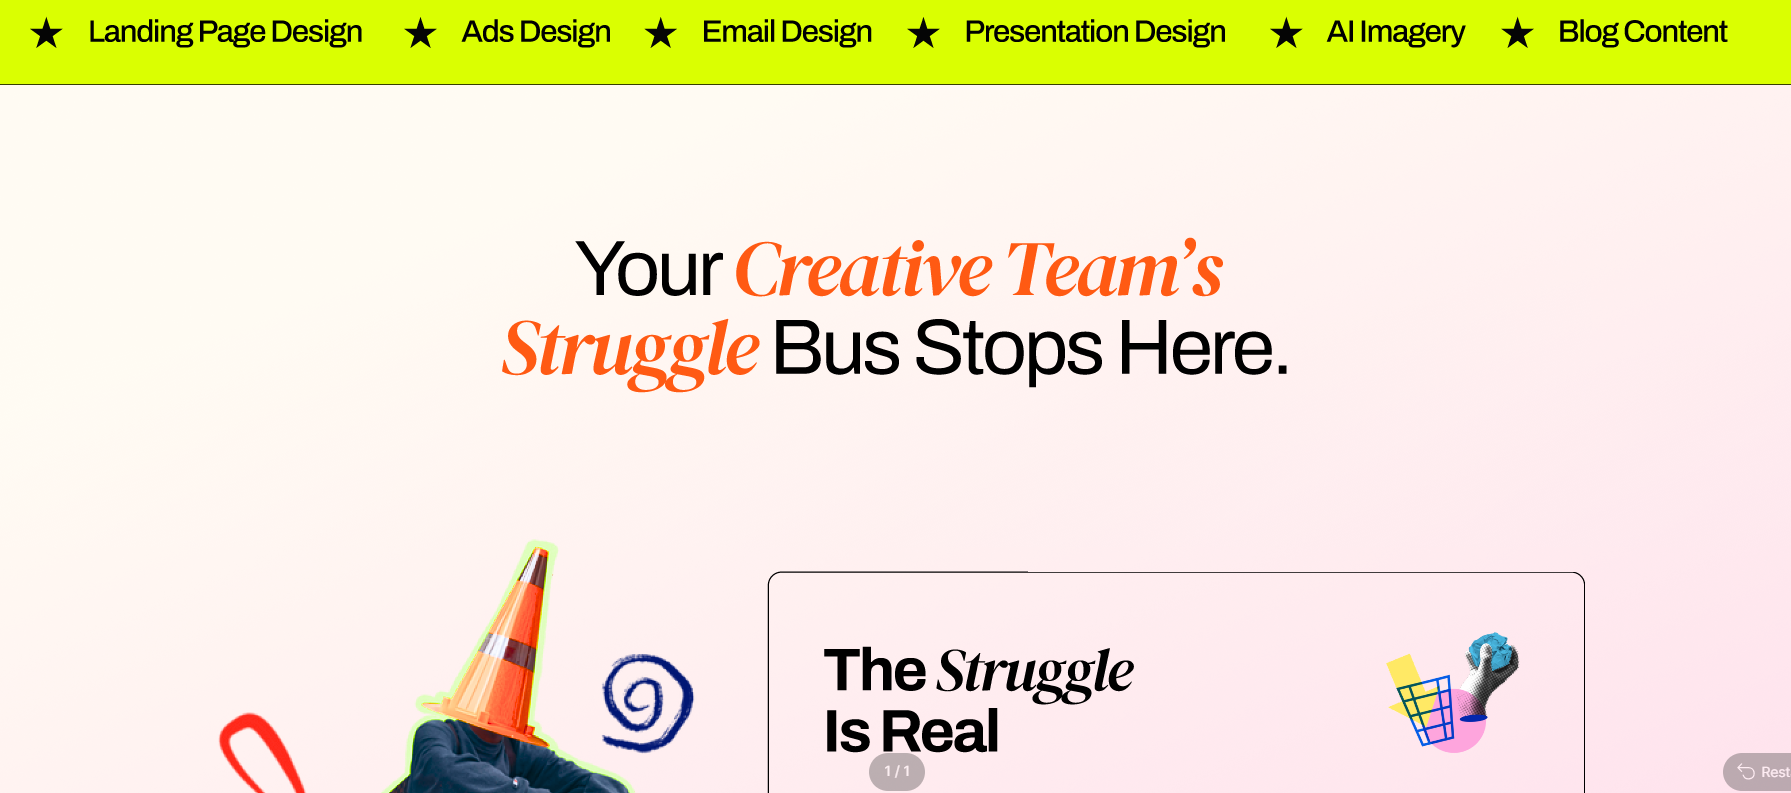 ★ Landing Page Design ★ Ads Design ★ Email Design ★ Presentation Design ★ AI Imagery ★ Blog Content
Your Creative Team’s
Struggle Bus Stops Here.
The Struggle
Is Real
1 / 1